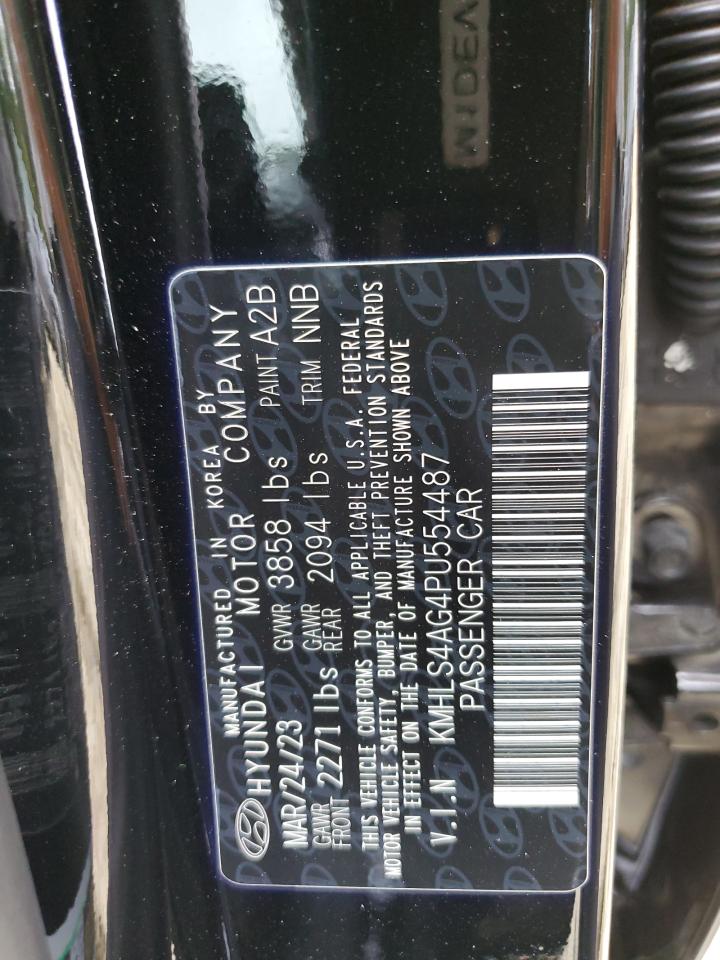 MANUFACTURED IN KOREA BY
HYUNDAI MOTOR COMPANY
MAR/24/23 GVWR 3858 lbs PAINT A2B
GAWR FRONT 2271 lbs GAWR REAR 2094 lbs TRIM NNB
THIS VEHICLE CONFORMS TO ALL APPLICABLE U.S.A. FEDERAL
MOTOR VEHICLE SAFETY, BUMPER, AND THEFT PREVENTION STANDARDS
IN EFFECT ON THE DATE OF MANUFACTURE SHOWN ABOVE
V.I.N KMHLS4AG4PU554487
PASSENGER CAR